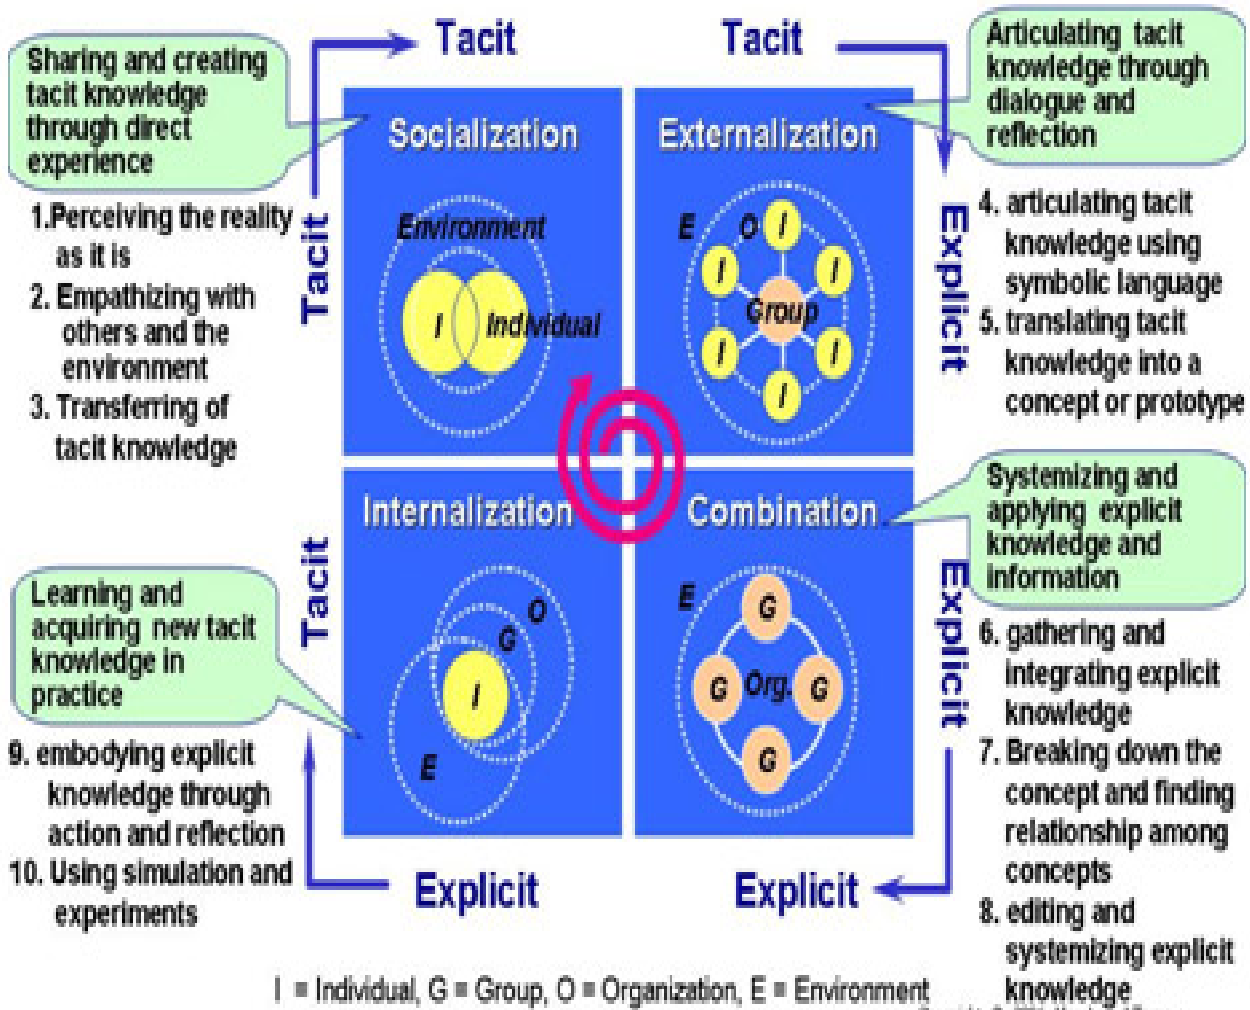 Tacit
Tacit
Sharing and creating
tacit knowledge
through direct
experience
Articulating tacit
knowledge through
dialogue and
reflection
Socialization
Externalization
1.Perceiving the reality
as it is
2. Empathizing with
others and the
environment
3. Transferring of
tacit knowledge
Tacit
Environment
I
Individual
E
O
I
I
I
Group
I
I
I
Explicit
4. articulating tacit
knowledge using
symbolic language
5. translating tacit
knowledge into a
concept or prototype
Internalization
Combination
Systemizing and
applying explicit
knowledge and
information
Tacit
Learning and
acquiring new tacit
knowledge in
practice
O
G
I
E
E
G
G
Org.
G
G
Explicit
6. gathering and
integrating explicit
knowledge
7. Breaking down the
concept and finding
relationship among
concepts
8. editing and
systemizing explicit
knowledge
9. embodying explicit
knowledge through
action and reflection
10. Using simulation and
experiments
Explicit
Explicit
I = Individual, G = Group, O = Organization, E = Environment